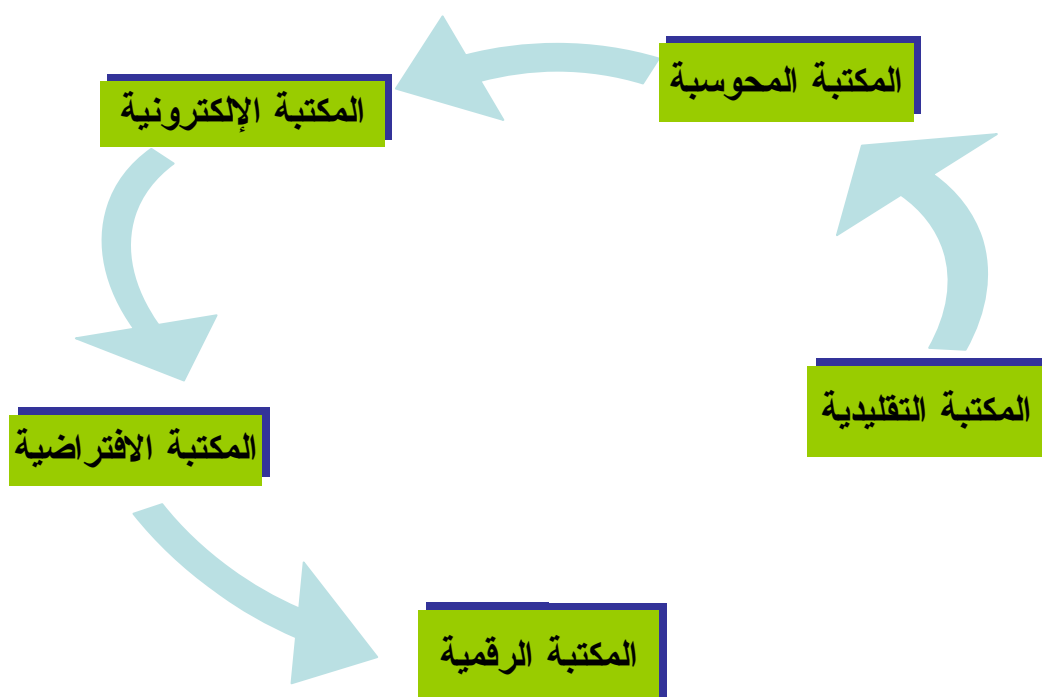 المكتبة المحوسبة
المكتبة الإلكترونية
المكتبة التقليدية
المكتبة الافتراضية
المكتبة الرقمية